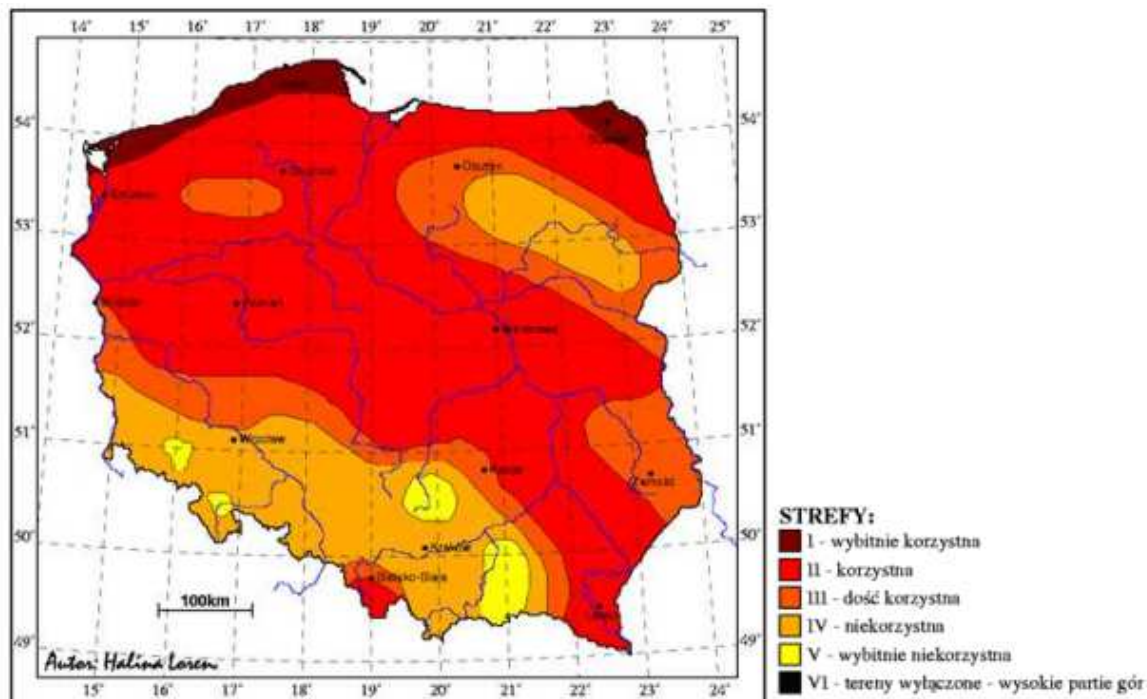 14° 15° 16° 17° 18° 19° 20° 21° 22° 23° 24°
54° 54°
Olsztyn
53° 53°
Poznań
52° 52°
51° Wrocław 51°
Kielce
Zamość
50° Kraków 50°
Bielsko-Biała
100km
49° 49°
Autor: Halina Loren
15° 16° 17° 18° 19° 20° 21° 22° 23° 24°
STREFY:
I - wybitnie korzystna
II - korzystna
III - dość korzystna
IV - niekorzystna
V - wybitnie niekorzystna
VI - tereny wyłączone - wysokie partie gór